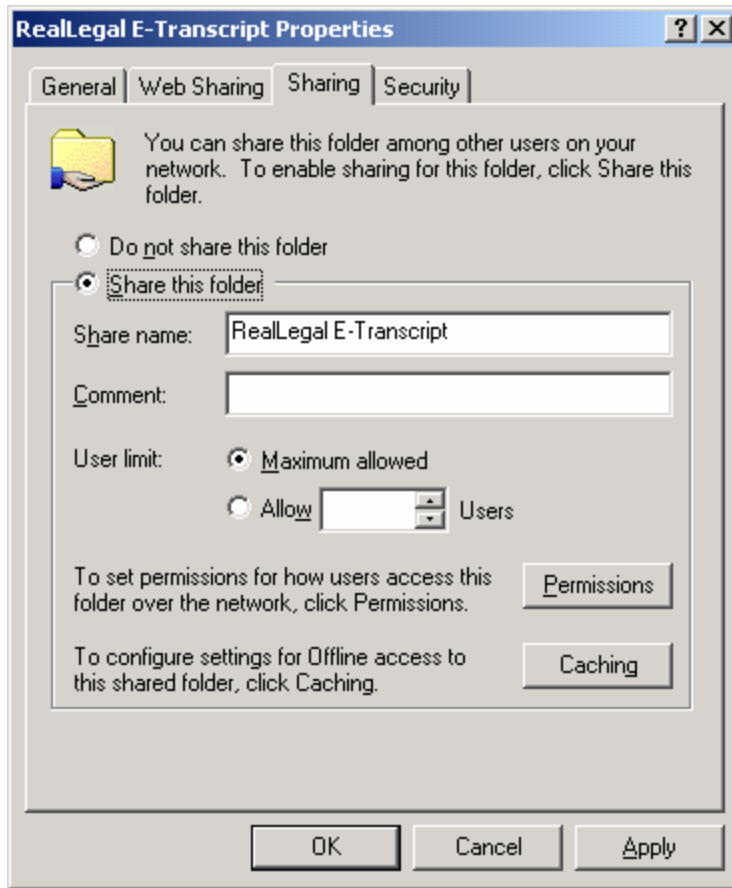 RealLegal E-Transcript Properties
General Web Sharing Sharing Security
You can share this folder among other users on your
network. To enable sharing for this folder, click Share this
folder.
Do not share this folder
Share this folder
Share name: RealLegal E-Transcript
Comment:
User limit: Maximum allowed
Allow Users
To set permissions for how users access this
folder over the network, click Permissions.
Permissions
To configure settings for Offline access to
this shared folder, click Caching.
Caching
OK Cancel Apply